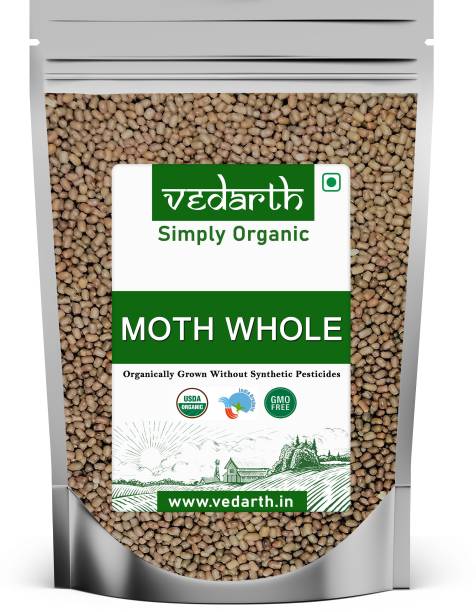 vedarth
Simply Organic
MOTH WHOLE
Organically Grown Without Synthetic Pesticides
USDA
ORGANIC
GMO
FREE
www.vedarth.in